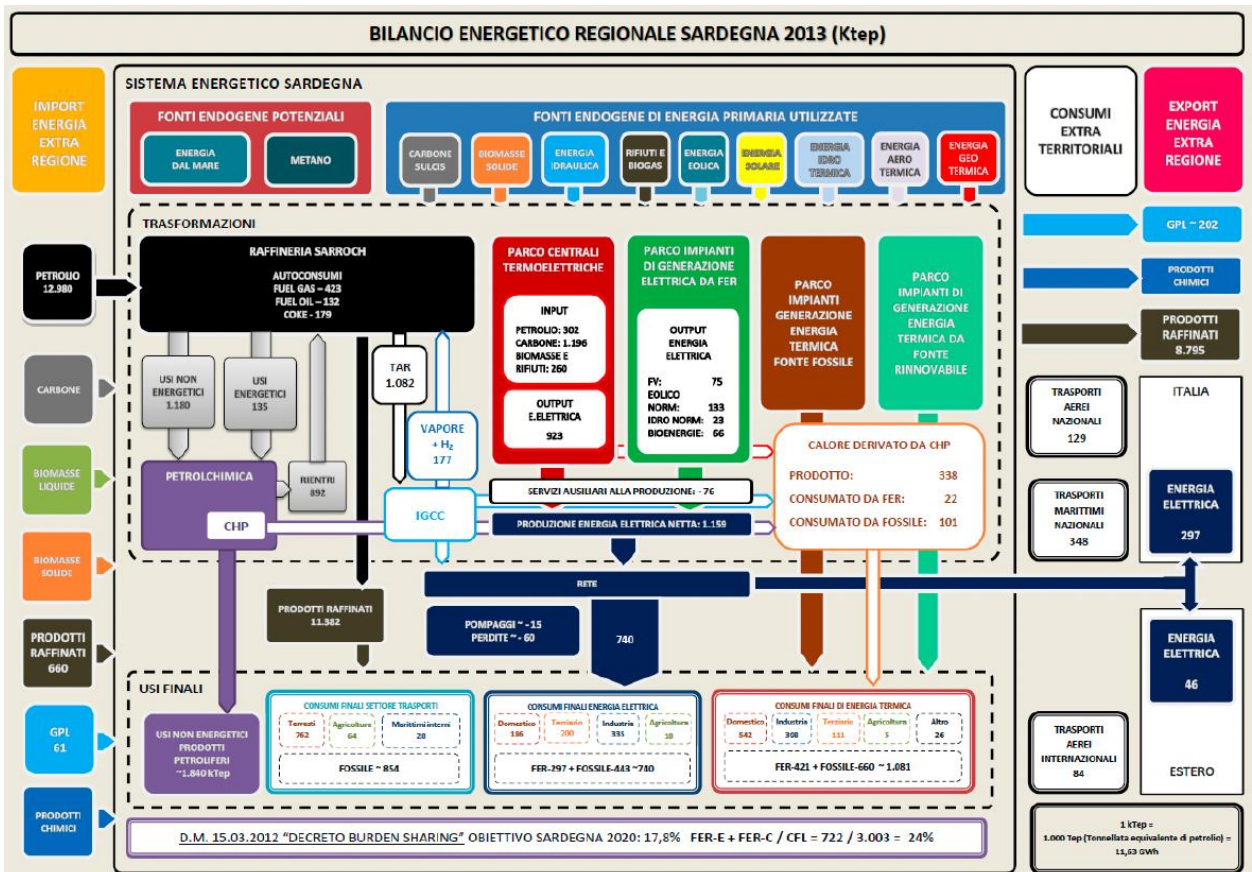 BILANCIO ENERGETICO REGIONALE SARDEGNA 2013 (Ktep)
IMPORT
ENERGIA
EXTRA
REGIONE
PETROLIO
12.980
CARBONE
BIOMASSE
LIQUIDE
BIOMASSE
SOLIDE
PRODOTTI
RAFFINATI
660
GPL
61
PRODOTTI
CHIMICI
SISTEMA ENERGETICO SARDEGNA
FONTI ENDOGENE POTENZIALI
ENERGIA
DAL MARE
METANO
FONTI ENDOGENE DI ENERGIA PRIMARIA UTILIZZATE
CARBONE
SULCIS
BIOMASSE
SOLIDE
ENERGIA
IDRAULICA
RIFIUTI E
BIOGAS
ENERGIA
EOLICA
ENERGIA
SOLARE
ENERGIA
IDRO
TERMICA
ENERGIA
AERO
TERMICA
ENERGIA
GEO
TERMICA
TRASFORMAZIONI
RAFFINERIA SARROCH
AUTOCONSUMI
FUEL GAS – 423
FUEL OIL – 132
COKE - 179
USI NON
ENERGETICI
1.180
USI
ENERGETICI
135
RIENTRI
892
TAR
1.082
VAPORE
+ H₂
177
PETROLCHIMICA
CHP
IGCC
PARCO CENTRALI
TERMOELETTRICHE
INPUT
PETROLIO: 302
CARBONE: 1.196
BIOMASSE E
RIFIUTI: 260
OUTPUT
E.ELETTRICA
923
PARCO IMPIANTI
DI GENERAZIONE
ELETTRICA DA FER
OUTPUT
ENERGIA
ELETTRICA
FV: 75
EOLICO
NORM: 133
IDRO NORM: 23
BIOENERGIE: 66
PARCO
IMPIANTI
GENERAZIONE
ENERGIA
TERMICA
FONTE FOSSILE
PARCO
IMPIANTI DI
GENERAZIONE
ENERGIA
TERMICA DA
FONTE
RINNOVABILE
CALORE DERIVATO DA CHP
PRODOTTO: 338
CONSUMATO DA FER: 22
CONSUMATO DA FOSSILE: 101
SERVIZI AUSILIARI ALLA PRODUZIONE: - 76
PRODUZIONE ENERGIA ELETTRICA NETTA: 1.159
RETE
PRODOTTI RAFFINATI
11.382
POMPAGGI ~ -15
PERDITE ~ - 60
740
USI FINALI
USI NON ENERGETICI
PRODOTTI
PETROLIFERI
~1.840 kTep
CONSUMI FINALI SETTORE TRASPORTI
Terrestri
762
Agricoltura
64
Marittimi interni
28
FOSSILE ~ 854
CONSUMI FINALI ENERGIA ELETTRICA
Domestico
186
Terziario
200
Industria
335
Agricoltura
18
FER-297 + FOSSILE-443 ~740
CONSUMI FINALI DI ENERGIA TERMICA
Domestico
542
Industria
398
Terziario
111
Agricoltura
5
Altro
26
FER-421 + FOSSILE-660 ~ 1.081
D.M. 15.03.2012 "DECRETO BURDEN SHARING" OBIETTIVO SARDEGNA 2020: 17,8% FER-E + FER-C / CFL = 722 / 3.003 = 24%
CONSUMI
EXTRA
TERRITORIALI
EXPORT
ENERGIA
EXTRA
REGIONE
GPL ~ 202
PRODOTTI
CHIMICI
PRODOTTI
RAFFINATI
8.795
TRASPORTI
AEREI
NAZIONALI
129
TRASPORTI
MARITTIMI
NAZIONALI
348
ITALIA
ENERGIA
ELETTRICA
297
ENERGIA
ELETTRICA
46
ESTERO
TRASPORTI
AEREI
INTERNAZIONALI
84
1 kTep =
1.000 Tep (Tonnellata equivalente di petrolio) =
11,63 GWh